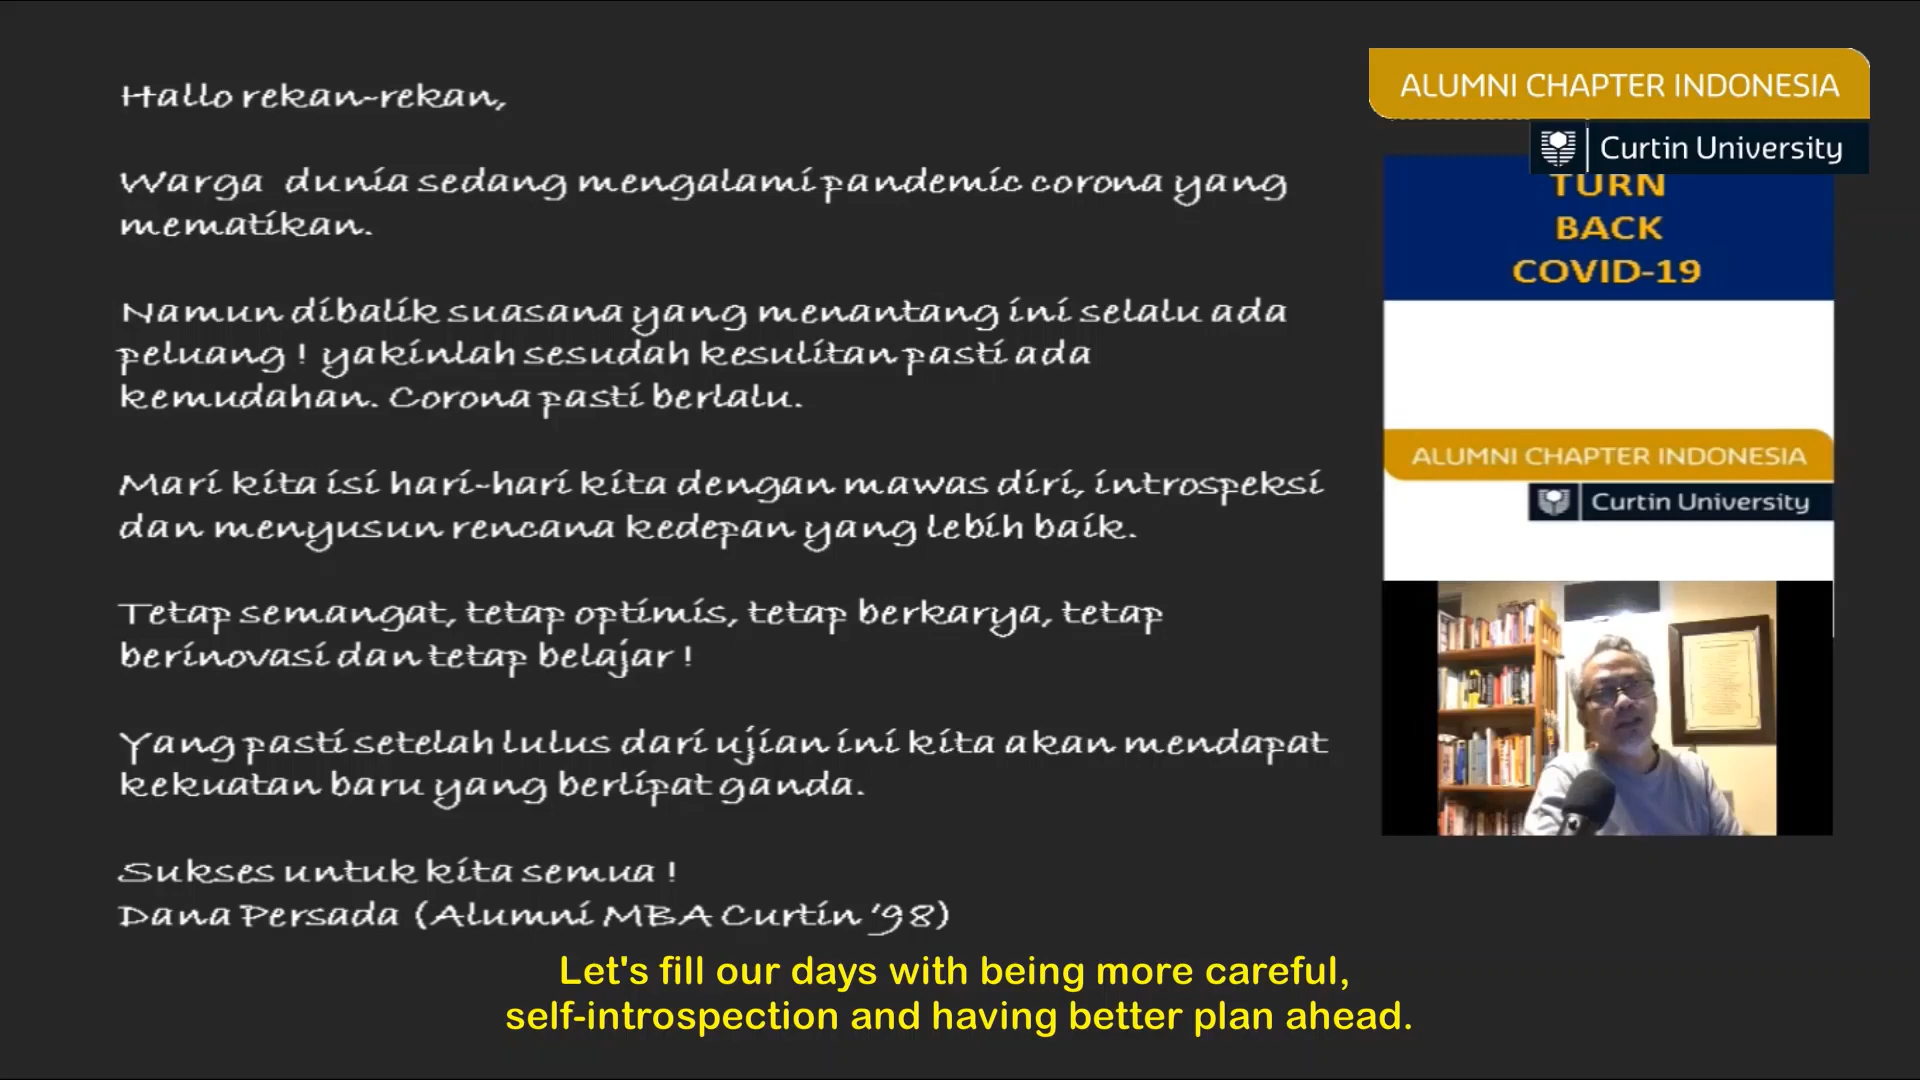 Hallo rekan-rekan,
Warga dunia sedang mengalami pandemic corona yang
mematikan.
Namun dibalik suasana yang menantang ini selalu ada
peluang ! yakinlah sesudah kesulitan pasti ada
kemudahan. Corona pasti berlalu.
Mari kita isi hari-hari kita dengan mawas diri, introspeksi
dan menyusun rencana kedepan yang lebih baik.
Tetap semangat, tetap optimis, tetap berkarya, tetap
berinovasi dan tetap belajar !
Yang pasti setelah lulus dari ujian ini kita akan mendapat
kekuatan baru yang berlipat ganda.
Sukses untuk kita semua !
Dana Persada (Alumni MBA Curtin '98)
ALUMNI CHAPTER INDONESIA
Curtin University
TURN
BACK
COVID-19
ALUMNI CHAPTER INDONESIA
Curtin University
Let's fill our days with being more careful,
self-introspection and having better plan ahead.